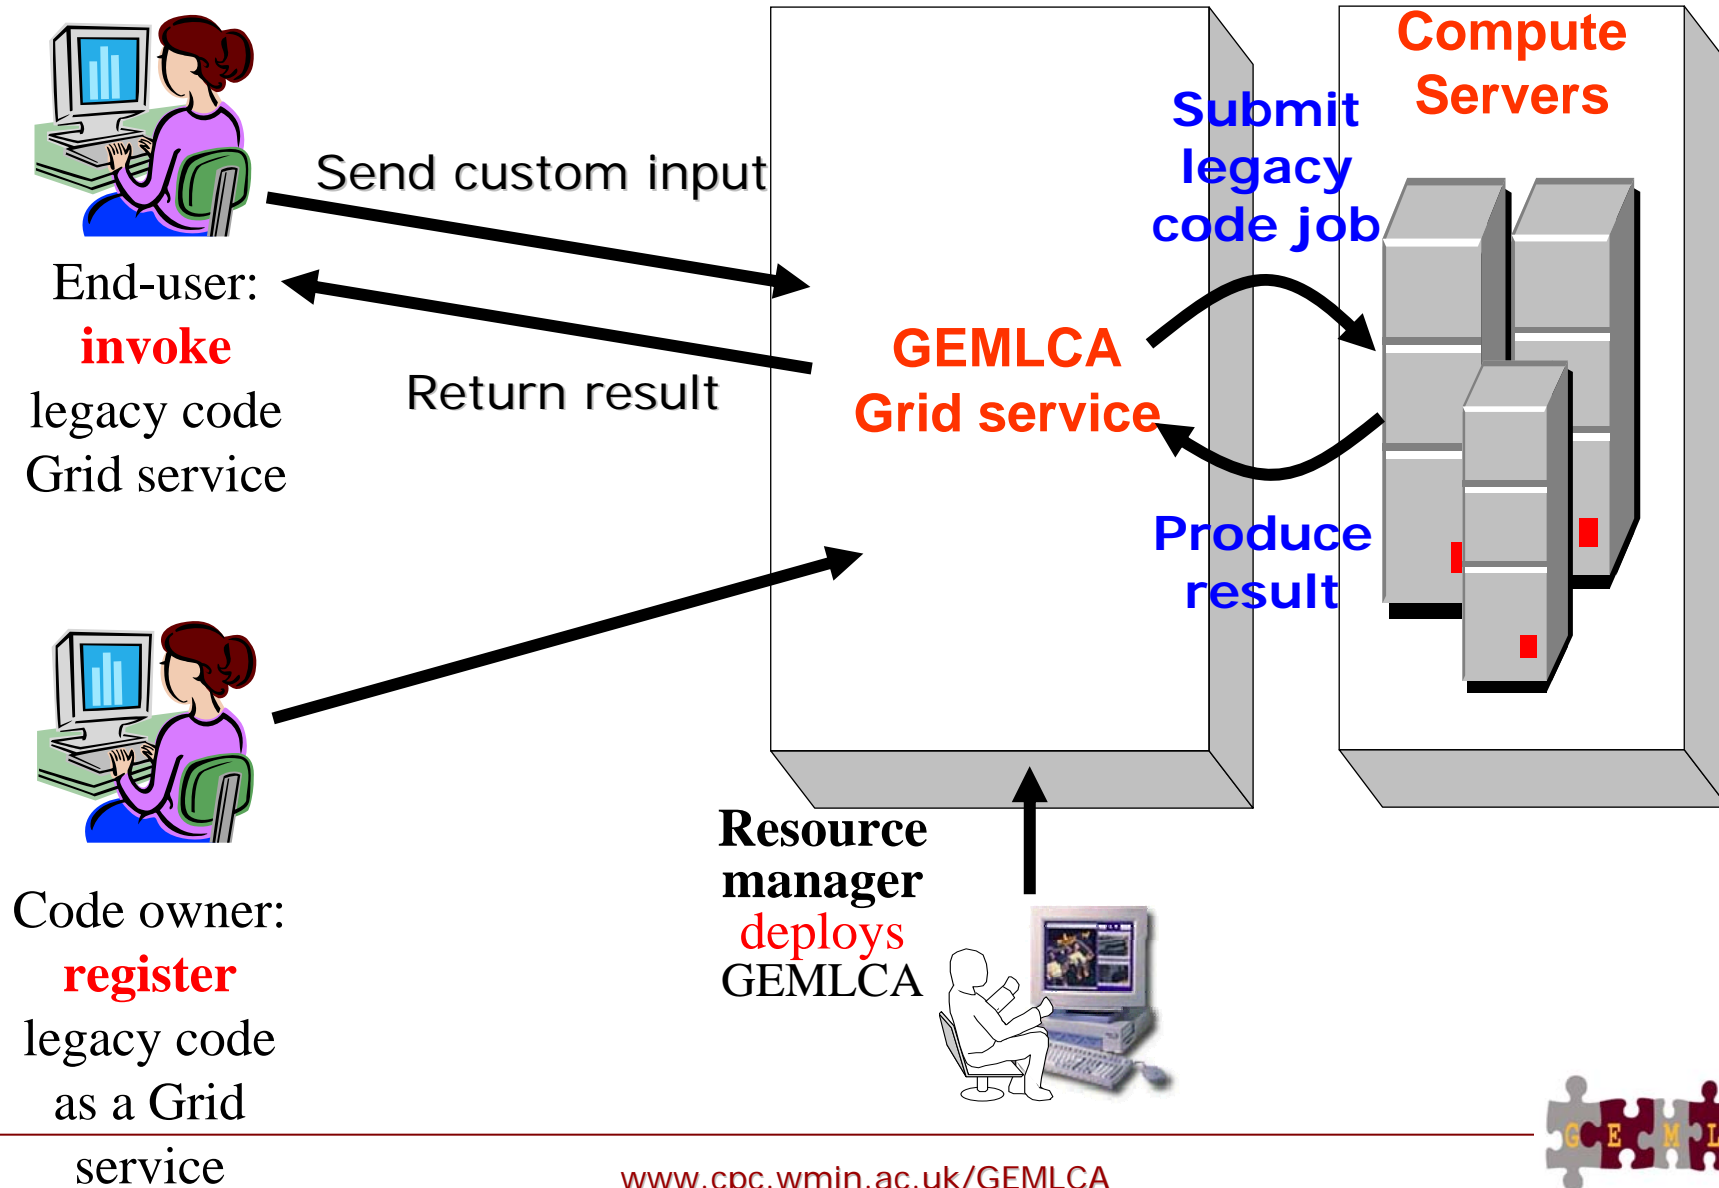 Compute
Servers
Submit
legacy
code job
Send custom input
End-user:
invoke
legacy code
Grid service
Return result
GEMLCA
Grid service
Produce
result
Code owner:
register
legacy code
as a Grid
service
Resource
manager
deploys
GEMLCA
G E M L
www.cpc.wmin.ac.uk/GEMLCA